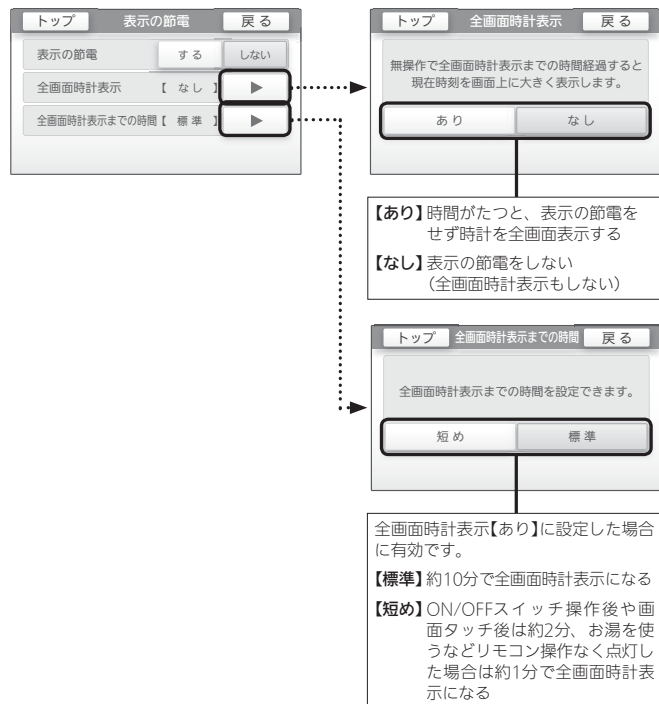 トップ 表示の節電 戻る
表示の節電 する しない
全画面時計表示 【 なし 】 ▶
全画面時計表示までの時間【 標準 】 ▶
トップ 全画面時計表示 戻る
無操作で全画面時計表示までの時間経過すると
現在時刻を画面上に大きく表示します。
あり なし
【あり】時間がたつと、表示の節電を
せず時計を全画面表示する
【なし】表示の節電をしない
(全画面時計表示もしない)
トップ 全画面時計表示までの時間 戻る
全画面時計表示までの時間を設定できます。
短め 標準
全画面時計表示【あり】に設定した場合
に有効です。
【標準】約10分で全画面時計表示になる
【短め】ON/OFFスイッチ操作後や画
面タッチ後は約2分、お湯を使
うなどリモコン操作なく点灯し
た場合は約1分で全画面時計表
示になる